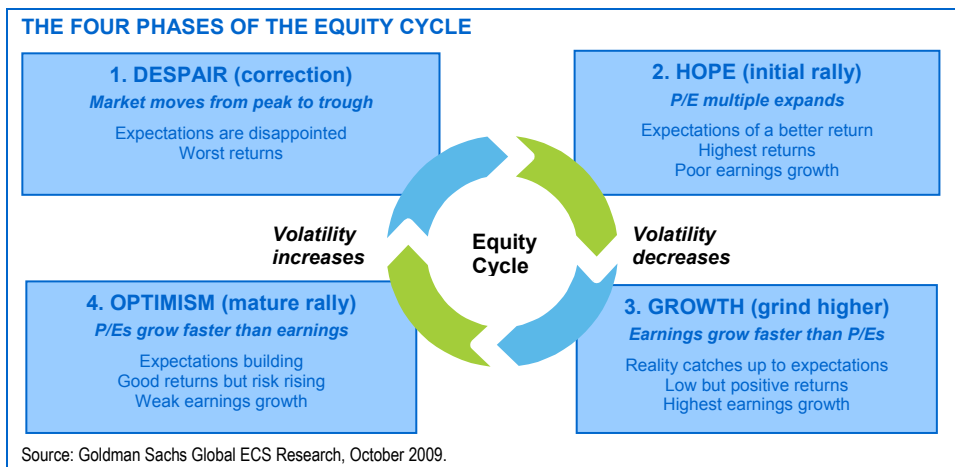 THE FOUR PHASES OF THE EQUITY CYCLE
1. DESPAIR (correction)
Market moves from peak to trough
Expectations are disappointed
Worst returns
2. HOPE (initial rally)
P/E multiple expands
Expectations of a better return
Highest returns
Poor earnings growth
Volatility
increases
Equity
Cycle
Volatility
decreases
4. OPTIMISM (mature rally)
P/Es grow faster than earnings
Expectations building
Good returns but risk rising
Weak earnings growth
3. GROWTH (grind higher)
Earnings grow faster than P/Es
Reality catches up to expectations
Low but positive returns
Highest earnings growth
Source: Goldman Sachs Global ECS Research, October 2009.